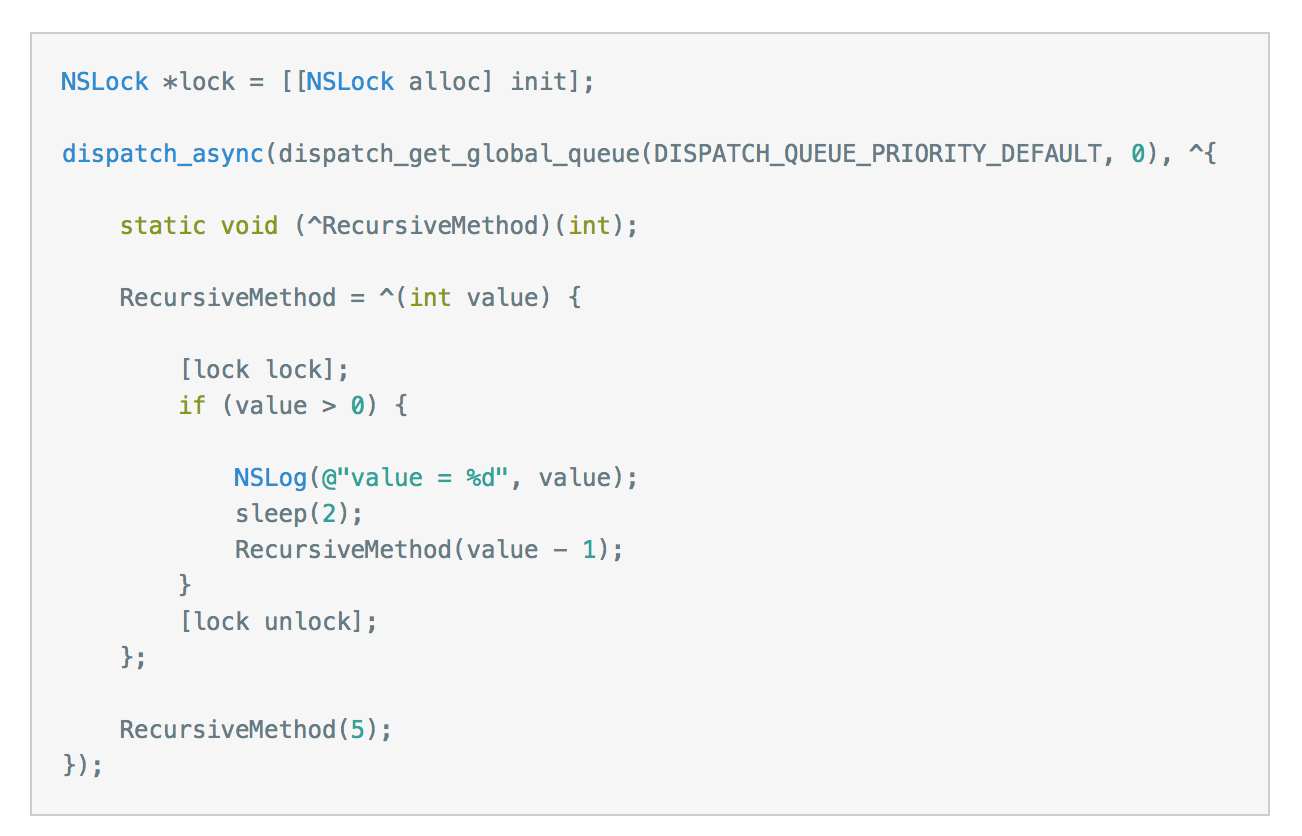 NSLock *lock = [[NSLock alloc] init];
dispatch_async(dispatch_get_global_queue(DISPATCH_QUEUE_PRIORITY_DEFAULT, 0), ^{
    static void (^RecursiveMethod)(int);
    RecursiveMethod = ^(int value) {
        [lock lock];
        if (value > 0) {
            NSLog(@"value = %d", value);
            sleep(2);
            RecursiveMethod(value - 1);
        }
        [lock unlock];
    };
    RecursiveMethod(5);
});